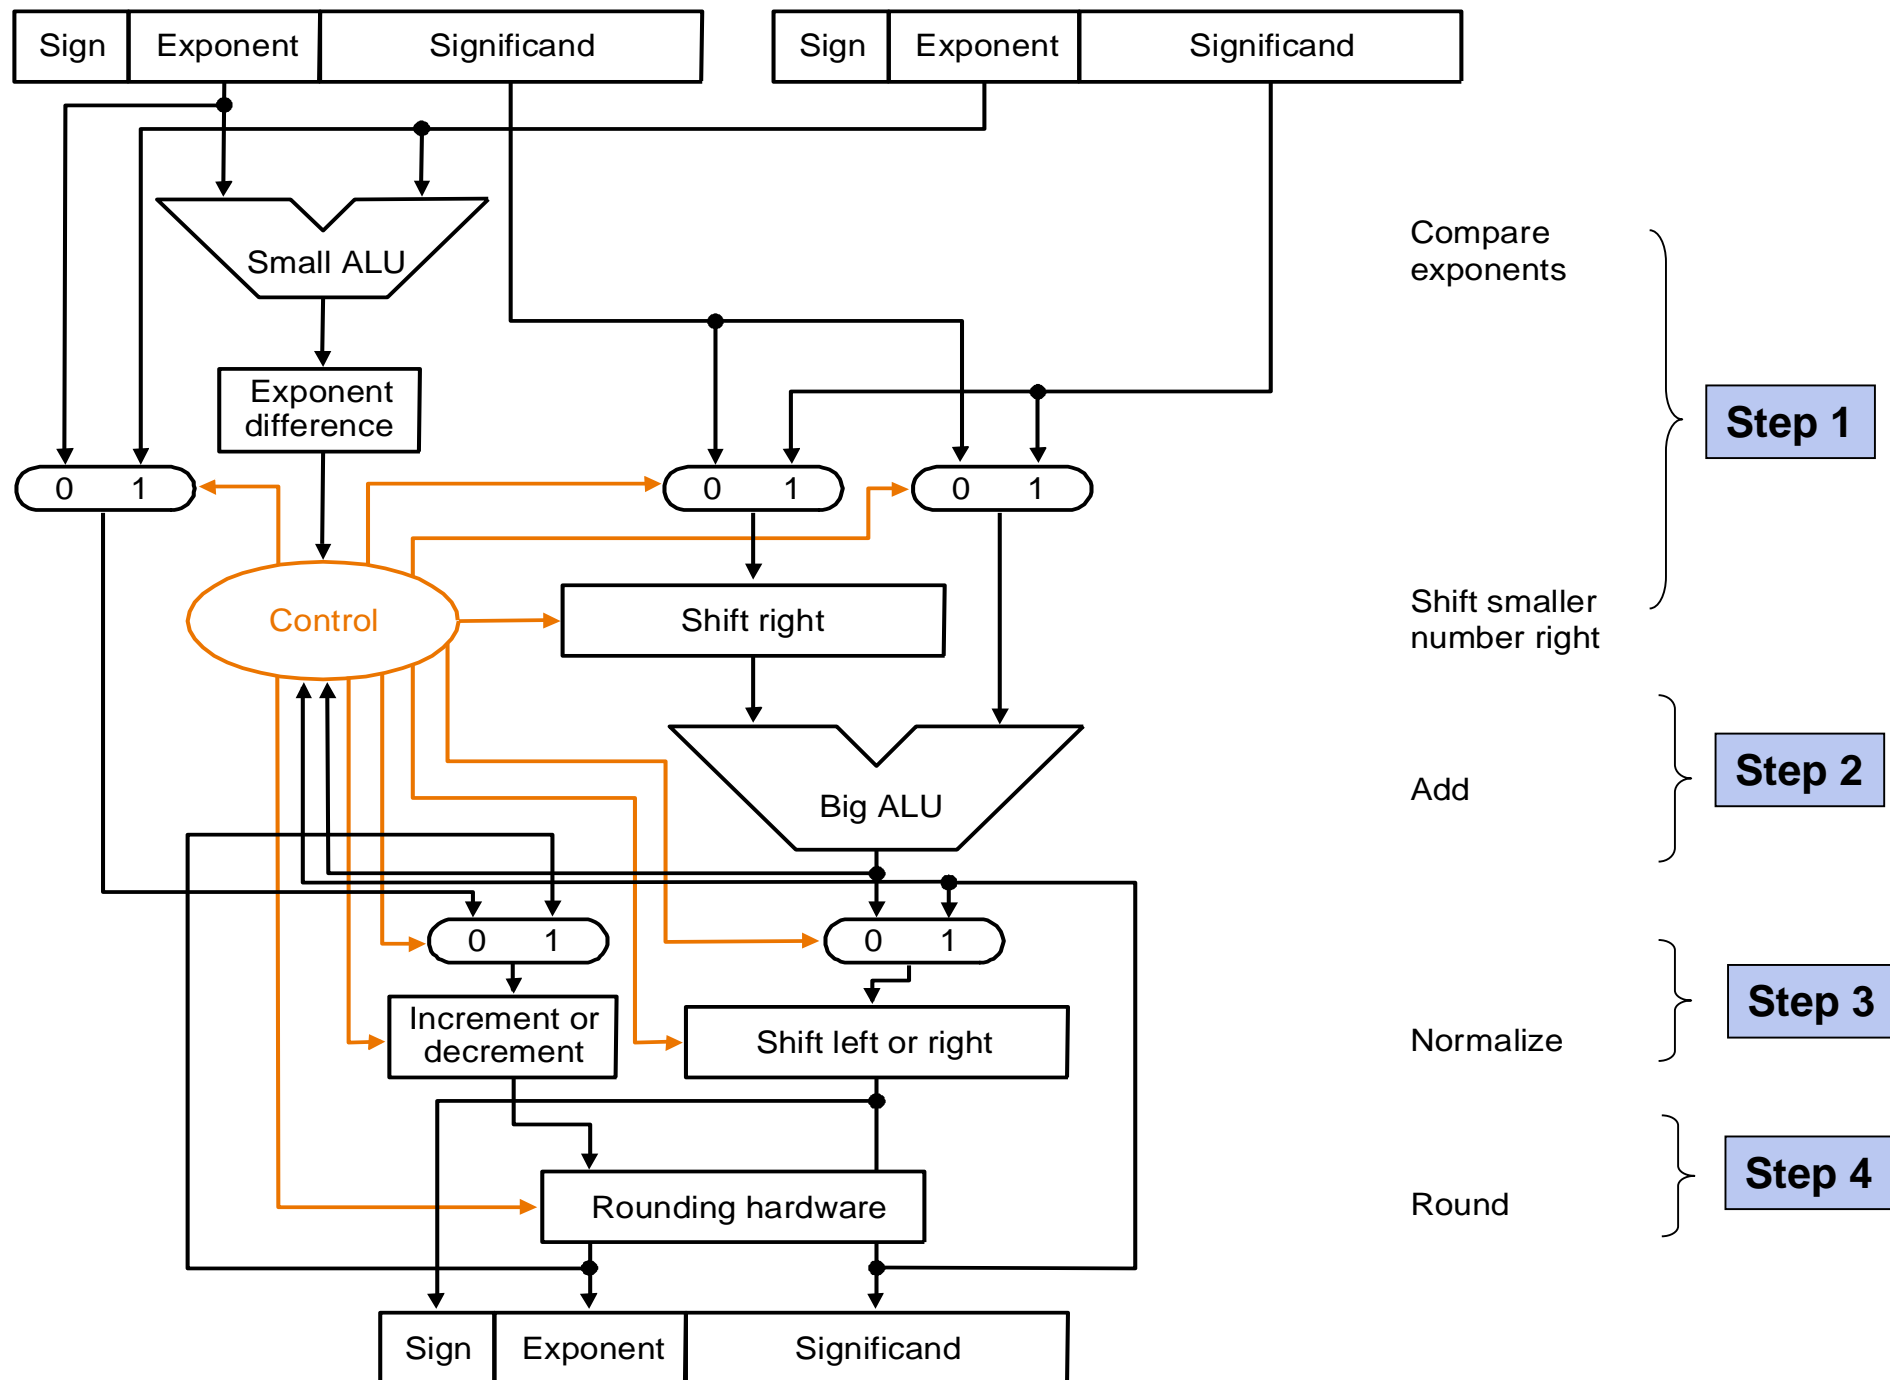 Sign Exponent Significand Sign Exponent Significand
Small ALU
Compare
exponents
Exponent
difference
Step 1
0 1 0 1 0 1
Control
Shift right
Shift smaller
number right
Big ALU
Add
Step 2
0 1 0 1
Increment or
decrement
Shift left or right
Normalize
Step 3
Rounding hardware
Round
Step 4
Sign Exponent Significand